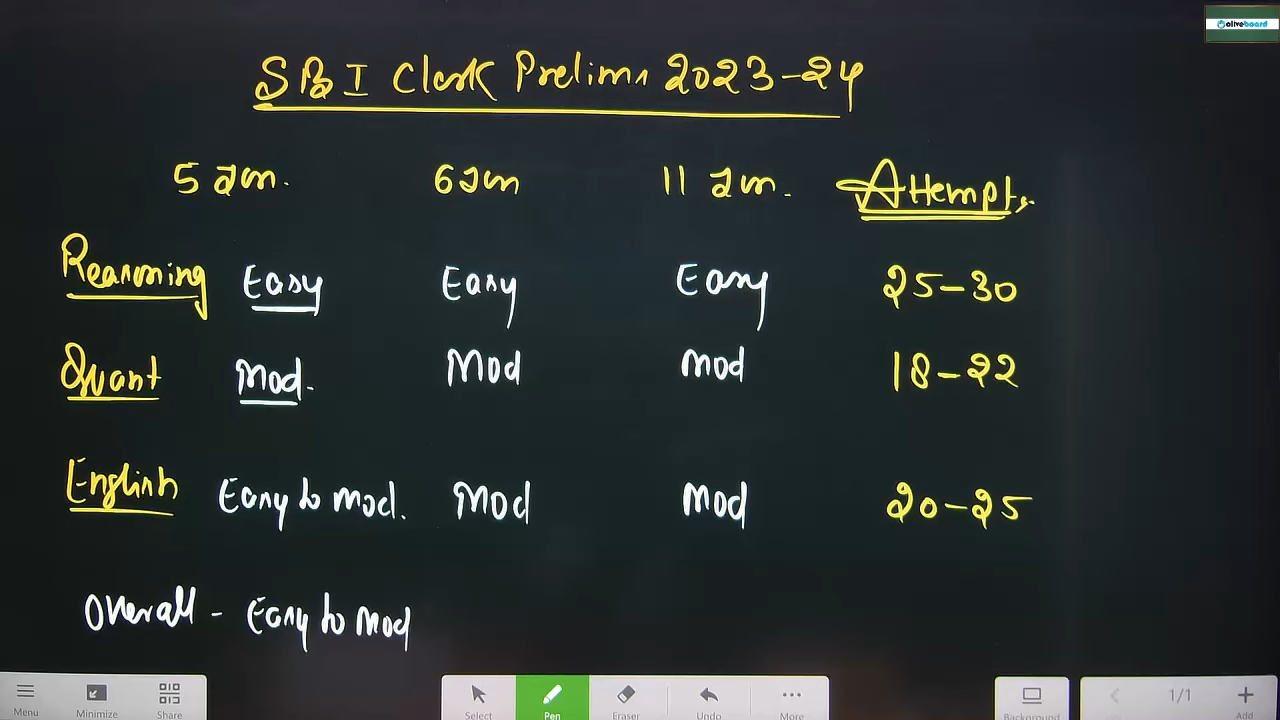 oliveboard
SBI Clerk Prelims 2023-24
5 Jan. 6 Jan 11 Jan. Attempts
Reasoning Easy Easy Easy 25-30
Quant Mod. Mod Mod 18-22
English Easy to Mod. Mod Mod 20-25
Overall - Easy to Mod
Menu Minimize Share Select Pen Eraser Undo More Background 1/1 Add